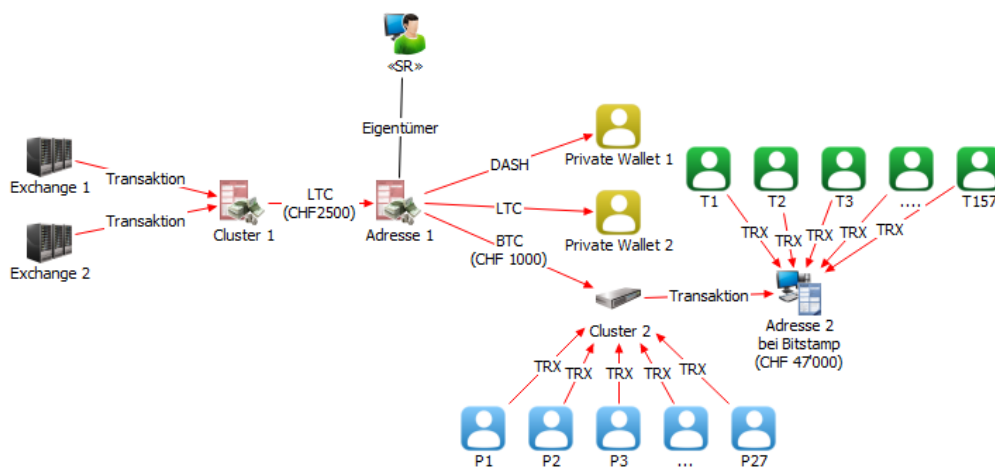 «SR»
Eigentümer
Exchange 1
Transaktion
Exchange 2
Transaktion
Cluster 1
LTC
(CHF2500)
Adresse 1
DASH
LTC
BTC
(CHF 1000)
Private Wallet 1
Private Wallet 2
T1
T2
T3
....
T157
TRX
TRX
TRX
TRX
TRX
Cluster 2
Transaktion
Adresse 2
bei Bitstamp
(CHF 47'000)
TRX
TRX
TRX
TRX
TRX
P1
P2
P3
...
P27